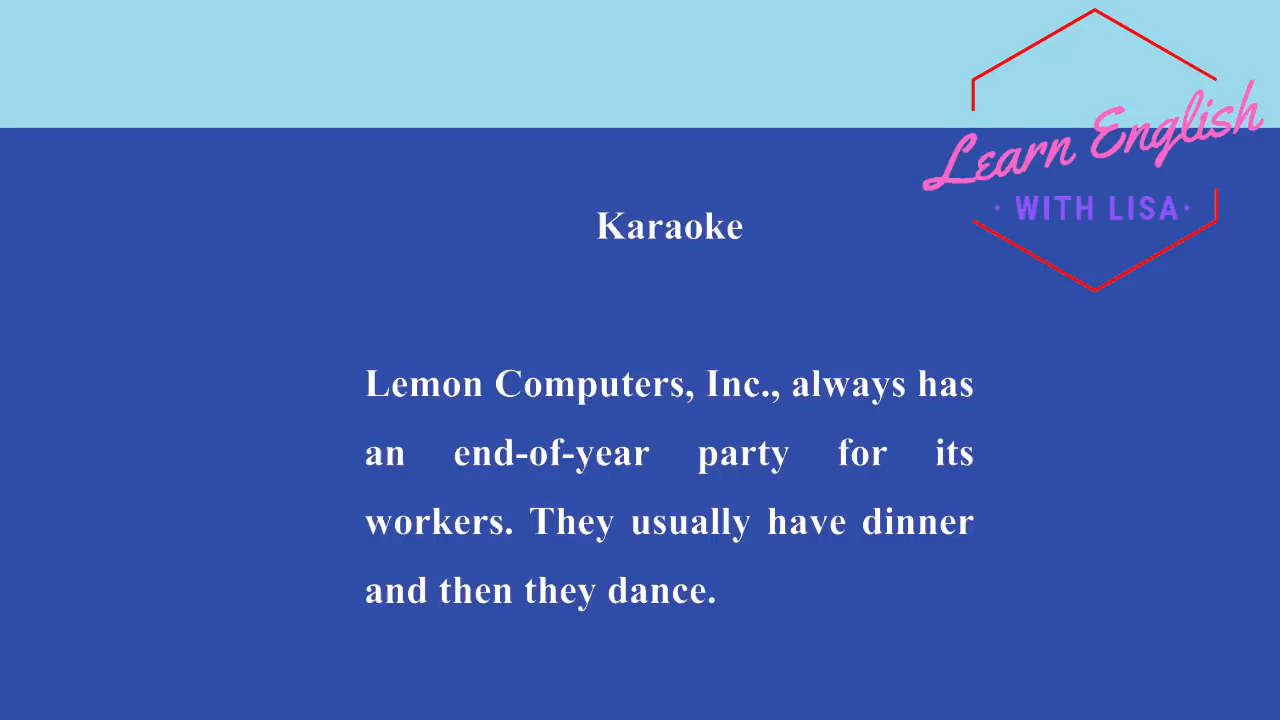 Learn English
· WITH LISA·
Karaoke
Lemon Computers, Inc., always has
an end-of-year party for its
workers. They usually have dinner
and then they dance.